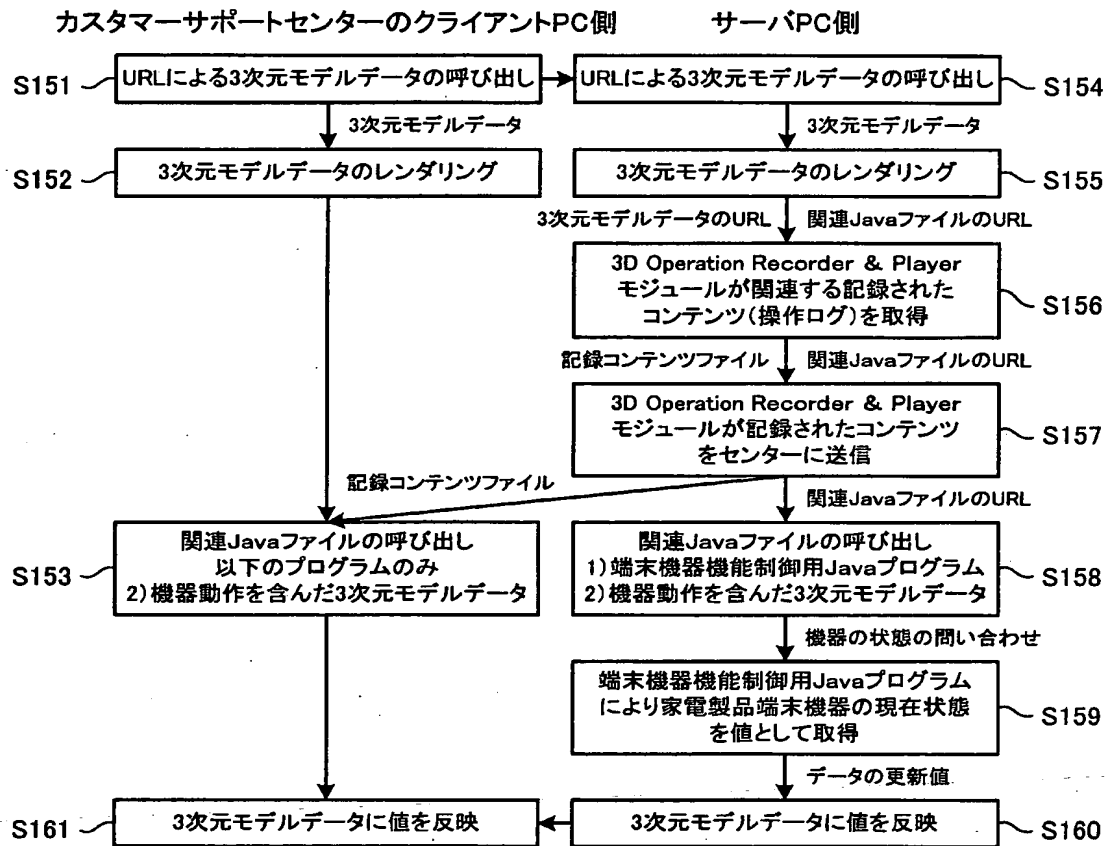 カスタマーサポートセンターのクライアントPC側
サーバPC側
S151
URLによる3次元モデルデータの呼び出し
URLによる3次元モデルデータの呼び出し
S154
3次元モデルデータ
3次元モデルデータ
S152
3次元モデルデータのレンダリング
3次元モデルデータのレンダリング
S155
3次元モデルデータのURL
関連JavaファイルのURL
3D Operation Recorder & Player
モジュールが関連する記録された
コンテンツ(操作ログ)を取得
S156
記録コンテンツファイル
関連JavaファイルのURL
3D Operation Recorder & Player
モジュールが記録されたコンテンツ
をセンターに送信
S157
記録コンテンツファイル
関連JavaファイルのURL
S153
関連Javaファイルの呼び出し
以下のプログラムのみ
2)機器動作を含んだ3次元モデルデータ
関連Javaファイルの呼び出し
1)端末機器機能制御用Javaプログラム
2)機器動作を含んだ3次元モデルデータ
S158
機器の状態の問い合わせ
端末機器機能制御用Javaプログラム
により家電製品端末機器の現在状態
を値として取得
S159
データの更新値
S161
3次元モデルデータに値を反映
3次元モデルデータに値を反映
S160